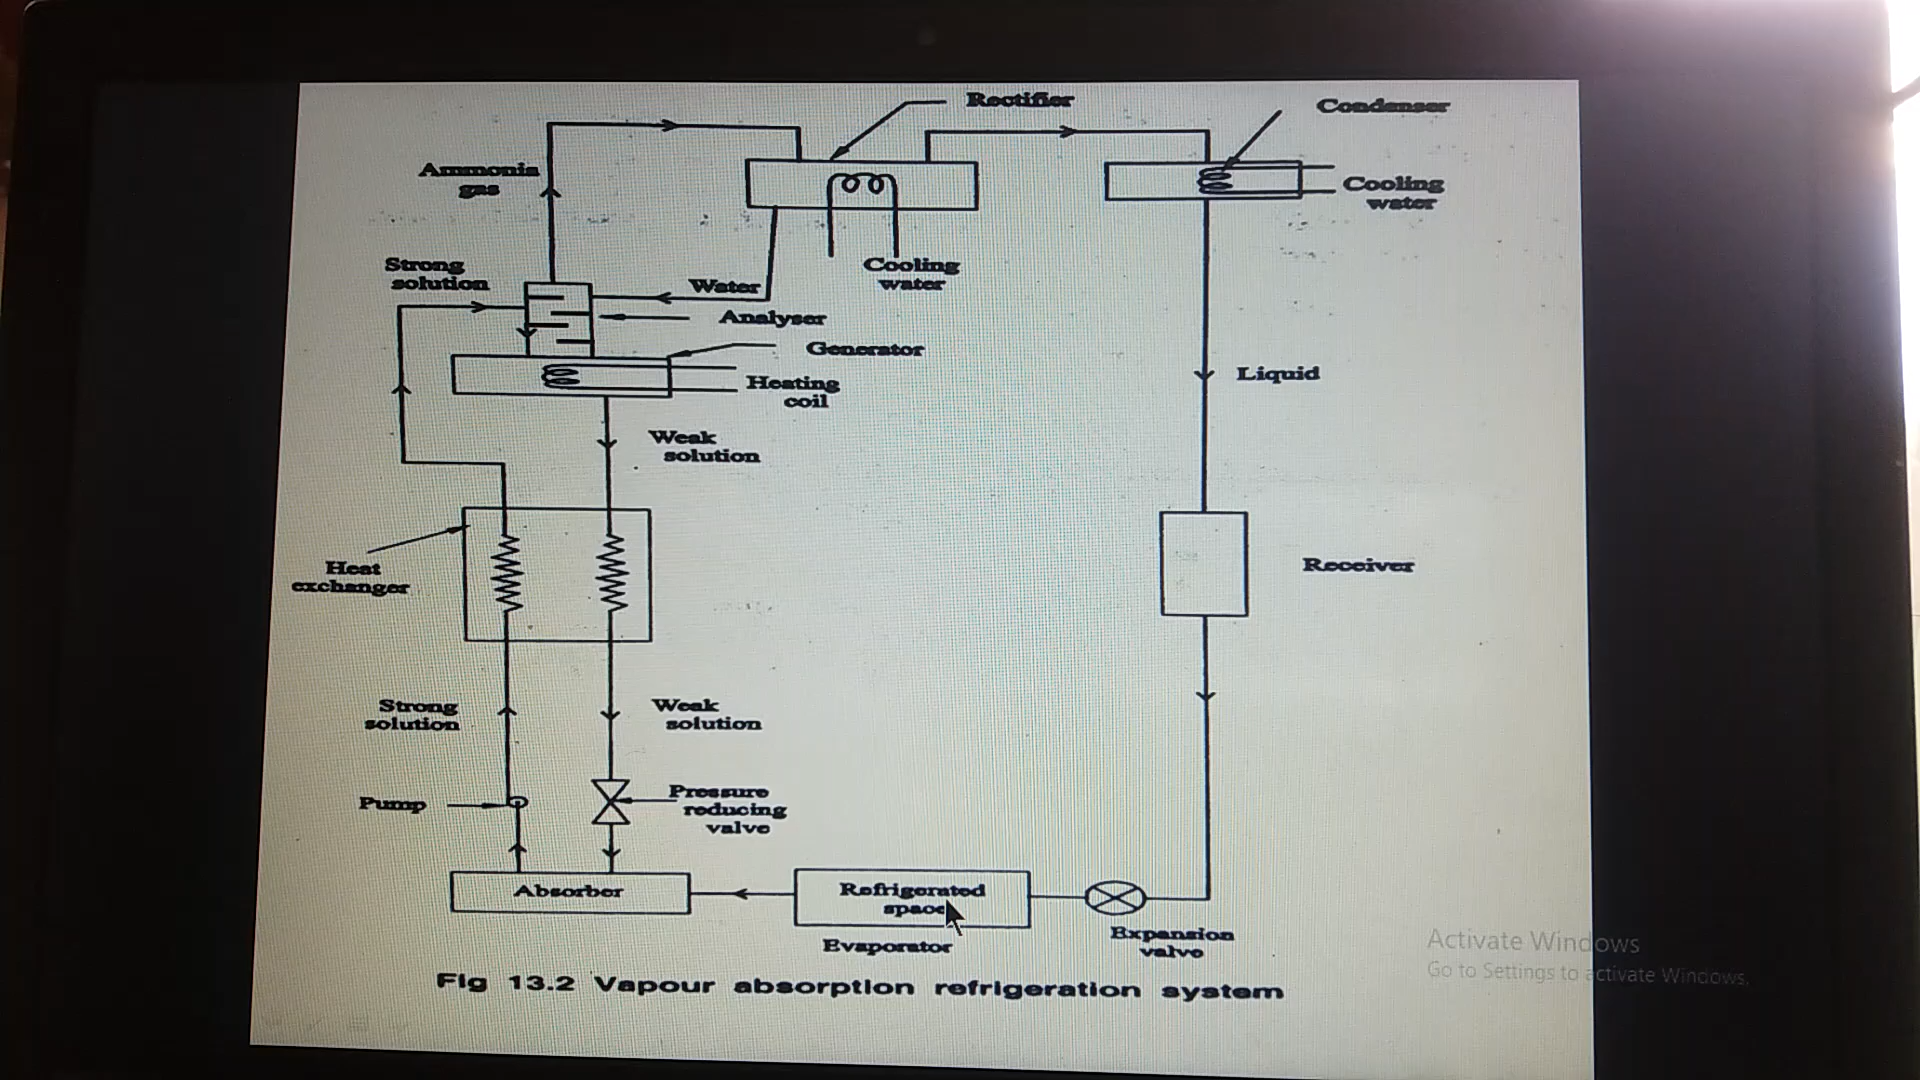 Rectifier
Condenser
Ammonia
gas
Cooling
water
Strong
solution
Cooling
water
Water
Analyser
Generator
Heating
coil
Liquid
Weak
solution
Heat
exchanger
Receiver
Strong
solution
Weak
solution
Pump
Pressure
reducing
valve
Absorber
Refrigerated
space
Evaporator
Expansion
valve
Fig 13.2 Vapour absorption refrigeration system
Activate Windows
Go to Settings to activate Windows.